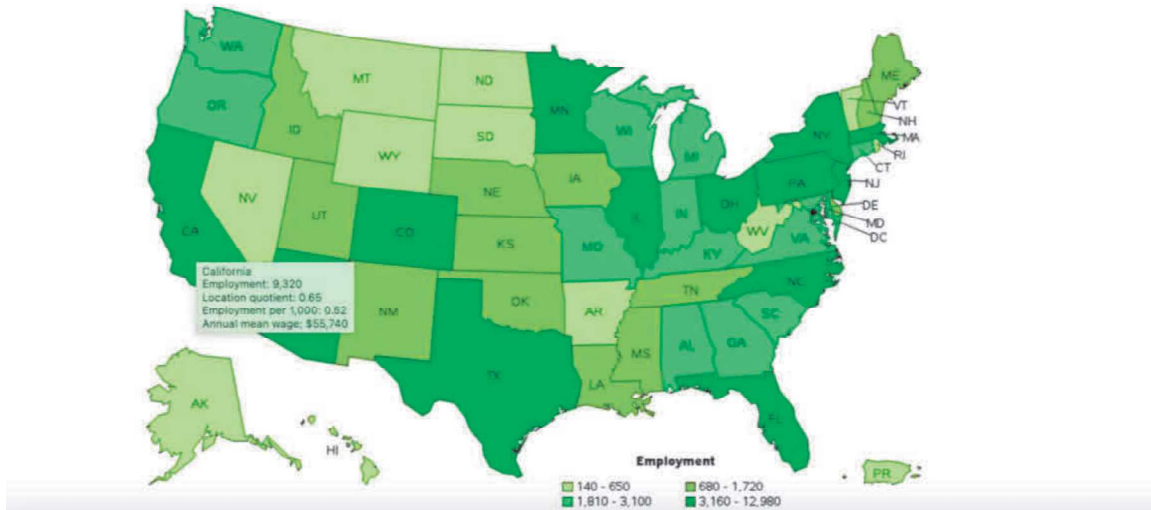 WA
ME
MT
ND
VT
MN
OR
NH
ID
WI
SD
NY
MA
WY
MI
RI
CT
IA
PA
NJ
NE
NV
OH
DE
IL
IN
UT
MD
CO
WV
VA
CA
KS
MO
DC
KY
NC
California
Employment: 9,320
Location quotient: 0.65
Employment per 1,000: 0.52
Annual mean wage: $55,740
TN
OK
NM
AR
SC
MS
AL
GA
TX
LA
AK
FL
HI
Employment
PR
140 - 650
680 - 1,720
1,810 - 3,100
3,160 - 12,980